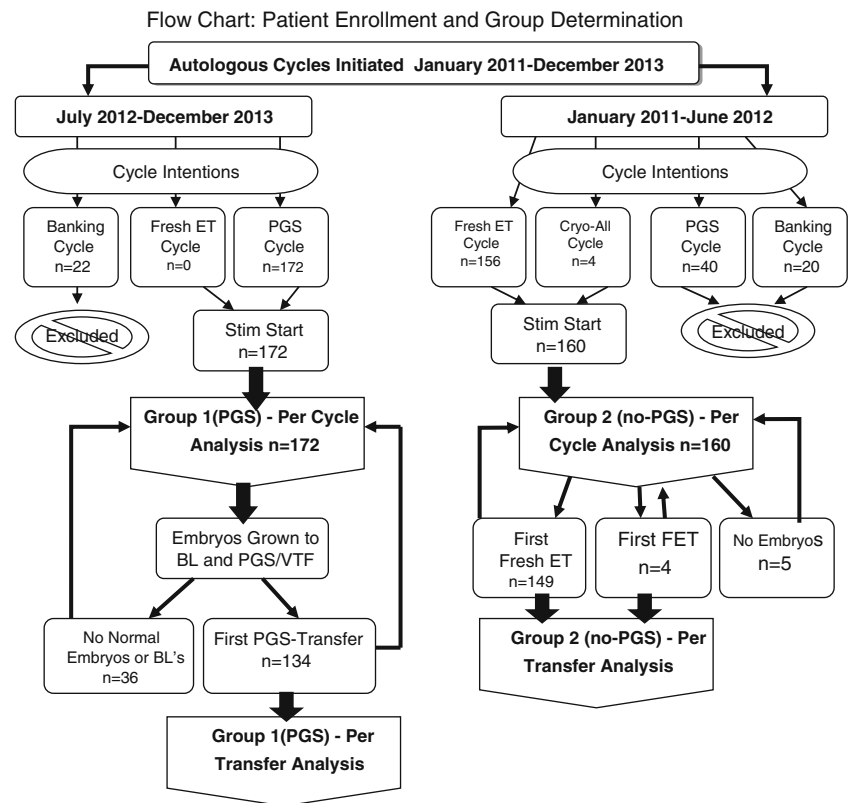 Flow Chart: Patient Enrollment and Group Determination
Autologous Cycles Initiated January 2011-December 2013
July 2012-December 2013
Cycle Intentions
Banking
Cycle
n=22
Fresh ET
Cycle
n=0
PGS
Cycle
n=172
Excluded
Stim Start
n=172
Group 1(PGS) - Per Cycle
Analysis n=172
Embryos Grown to
BL and PGS/VTF
No Normal
Embryos or BL's
n=36
First PGS-Transfer
n=134
Group 1(PGS) - Per
Transfer Analysis
January 2011-June 2012
Cycle Intentions
Fresh ET
Cycle
n=156
Cryo-All
Cycle
n=4
PGS
Cycle
n=40
Banking
Cycle
n=20
Stim Start
n=160
Excluded
Group 2 (no-PGS) - Per
Cycle Analysis n=160
First
Fresh ET
n=149
First FET
n=4
No Embryos
n=5
Group 2 (no-PGS) - Per
Transfer Analysis